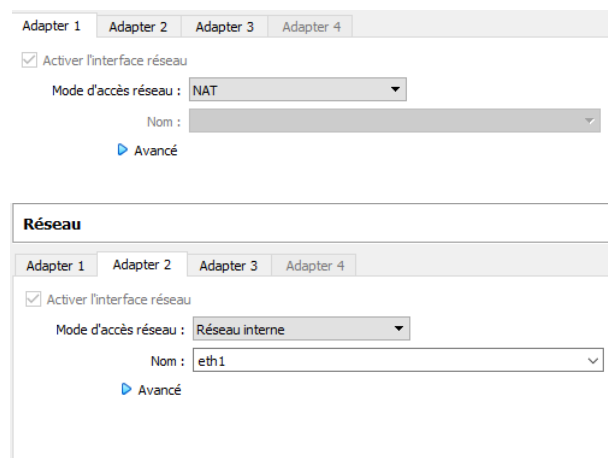 Adapter 1 Adapter 2 Adapter 3 Adapter 4
Activer l'interface réseau
Mode d'accès réseau : NAT
Nom :
Avancé
Réseau
Adapter 1 Adapter 2 Adapter 3 Adapter 4
Activer l'interface réseau
Mode d'accès réseau : Réseau interne
Nom : eth1
Avancé